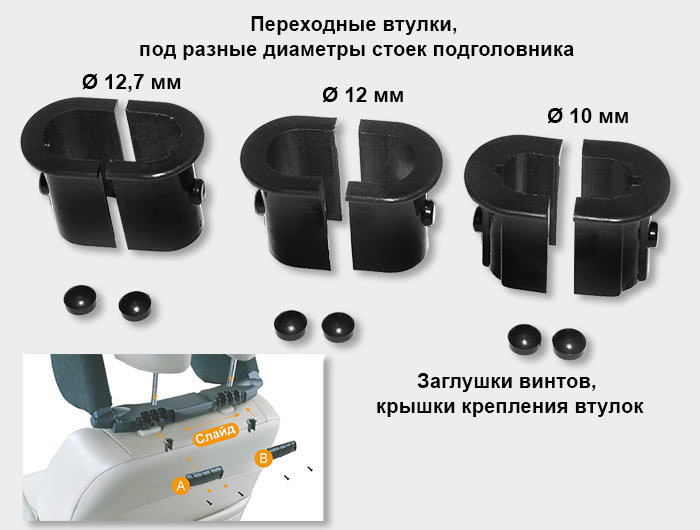 Переходные втулки,
под разные диаметры стоек подголовника
Ø 12,7 мм
Ø 12 мм
Ø 10 мм
Заглушки винтов,
крышки крепления втулок
Слайд
A
B